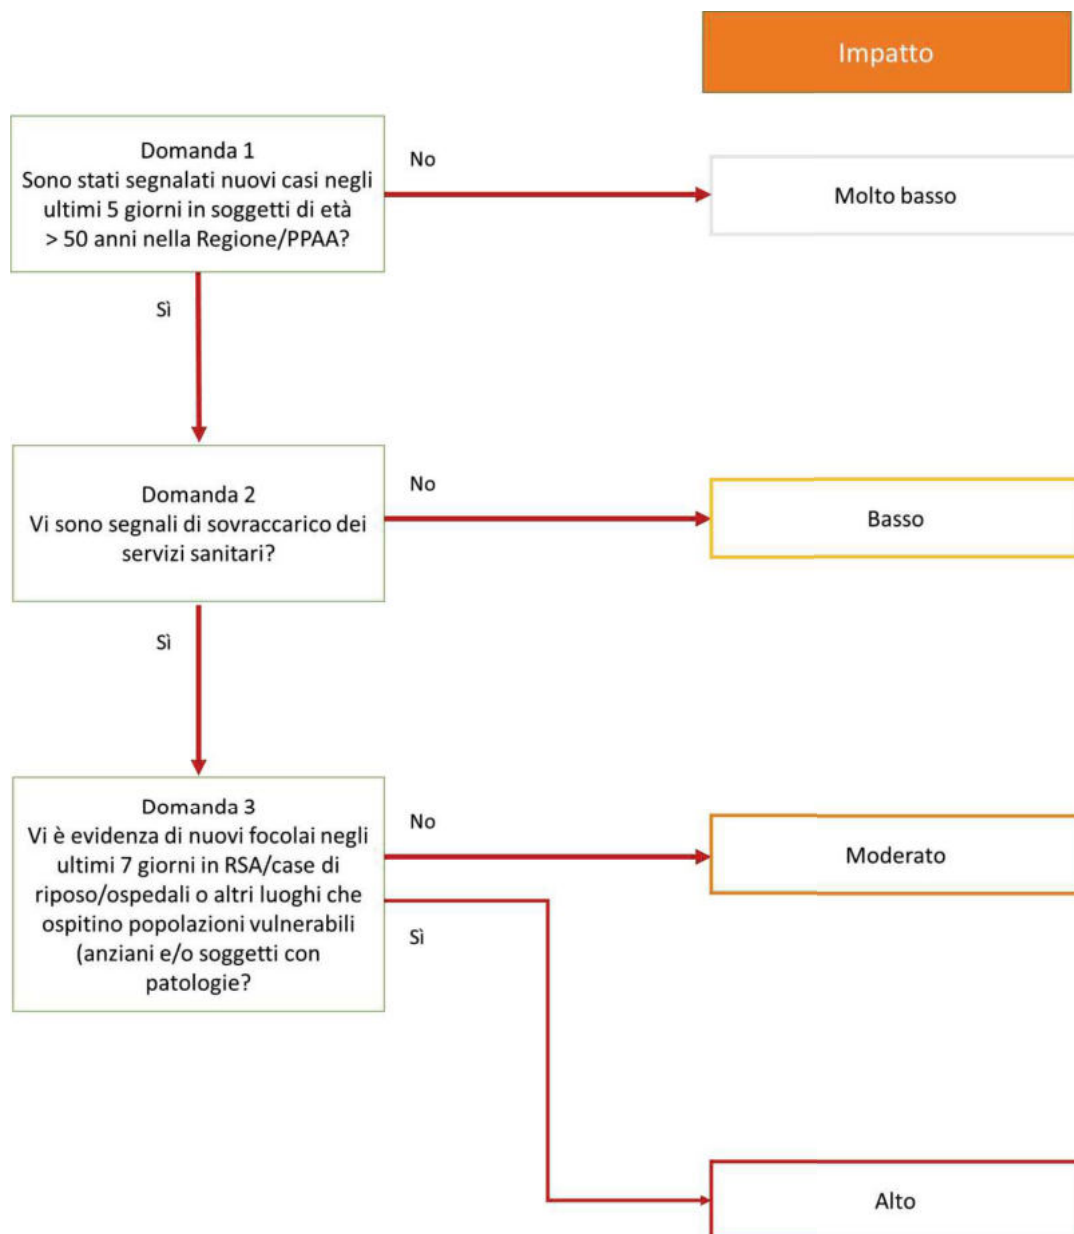 Impatto
Domanda 1
Sono stati segnalati nuovi casi negli
ultimi 5 giorni in soggetti di età
> 50 anni nella Regione/PPAA?
No
Molto basso
Sì
Domanda 2
Vi sono segnali di sovraccarico dei
servizi sanitari?
No
Basso
Sì
Domanda 3
Vi è evidenza di nuovi focolai negli
ultimi 7 giorni in RSA/case di
riposo/ospedali o altri luoghi che
ospitino popolazioni vulnerabili
(anziani e/o soggetti con
patologie?
No
Moderato
Sì
Alto